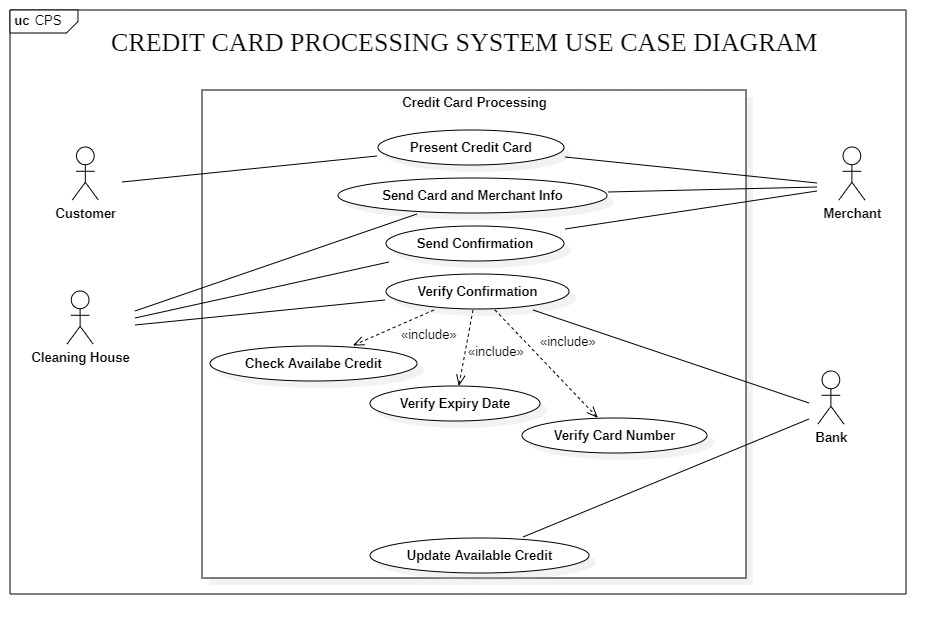 uc CPS
CREDIT CARD PROCESSING SYSTEM USE CASE DIAGRAM
Credit Card Processing
Present Credit Card
Customer
Merchant
Send Card and Merchant Info
Send Confirmation
Verify Confirmation
Cleaning House
«include»
«include»
«include»
Check Availabe Credit
Verify Expiry Date
Verify Card Number
Bank
Update Available Credit